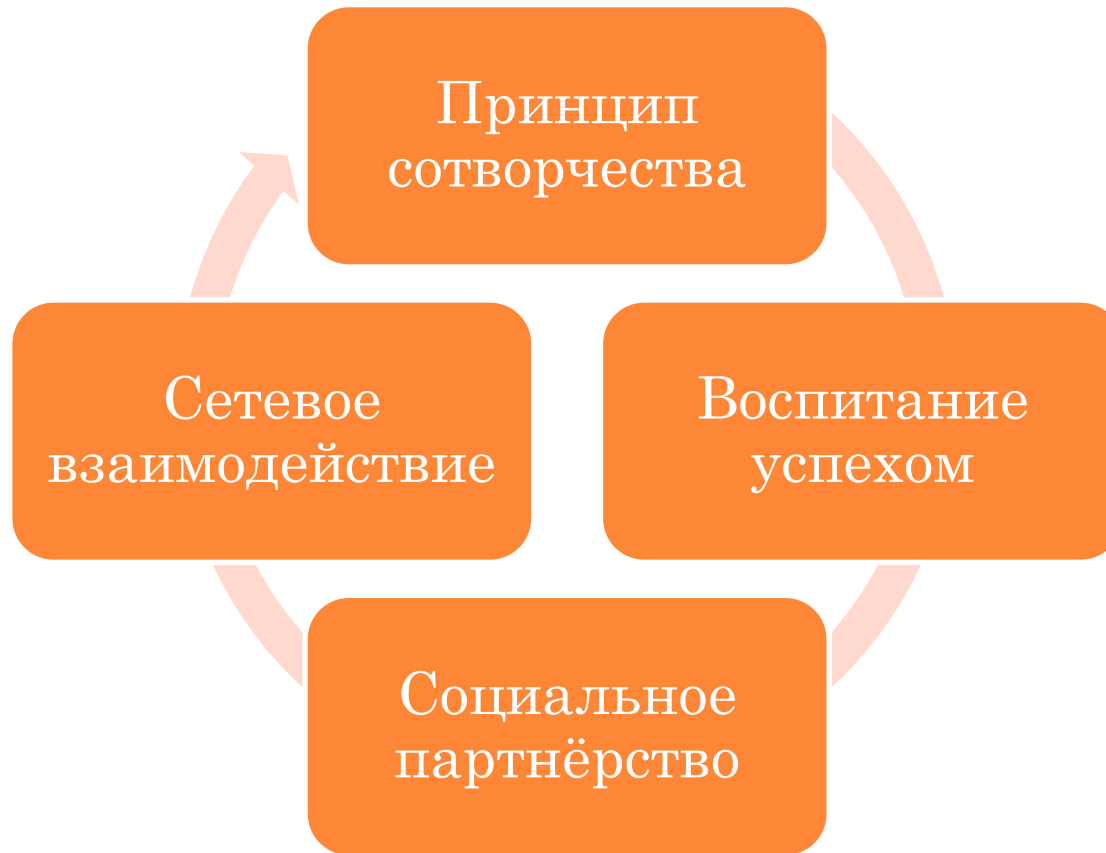 Принцип
сотворчества
Сетевое
взаимодействие
Воспитание
успехом
Социальное
партнёрство